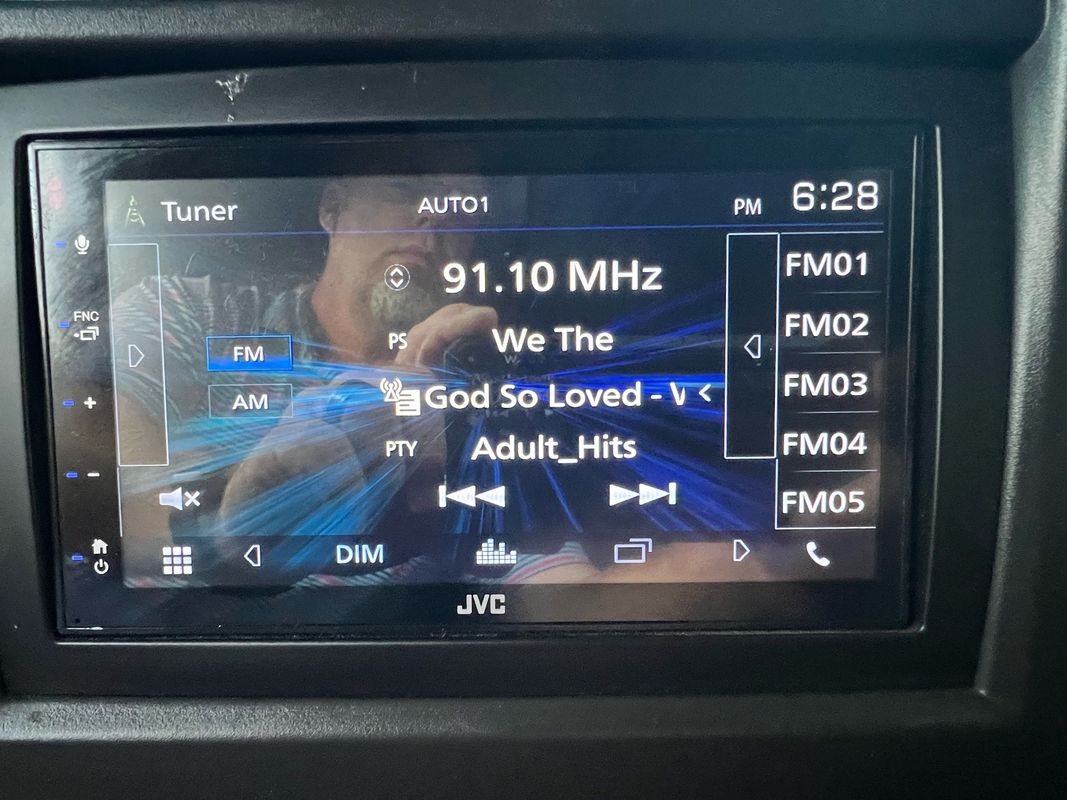 Tuner
AUTO1
PM 6:28
91.10 MHz
FM01
FNC
PS
We The
FM02
FM
AM
God So Loved - W
FM03
PTY
Adult_Hits
FM04
FM05
DIM
JVC